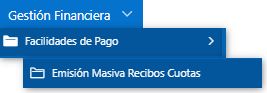 Gestión Financiera
Facilidades de Pago
Emisión Masiva Recibos Cuotas